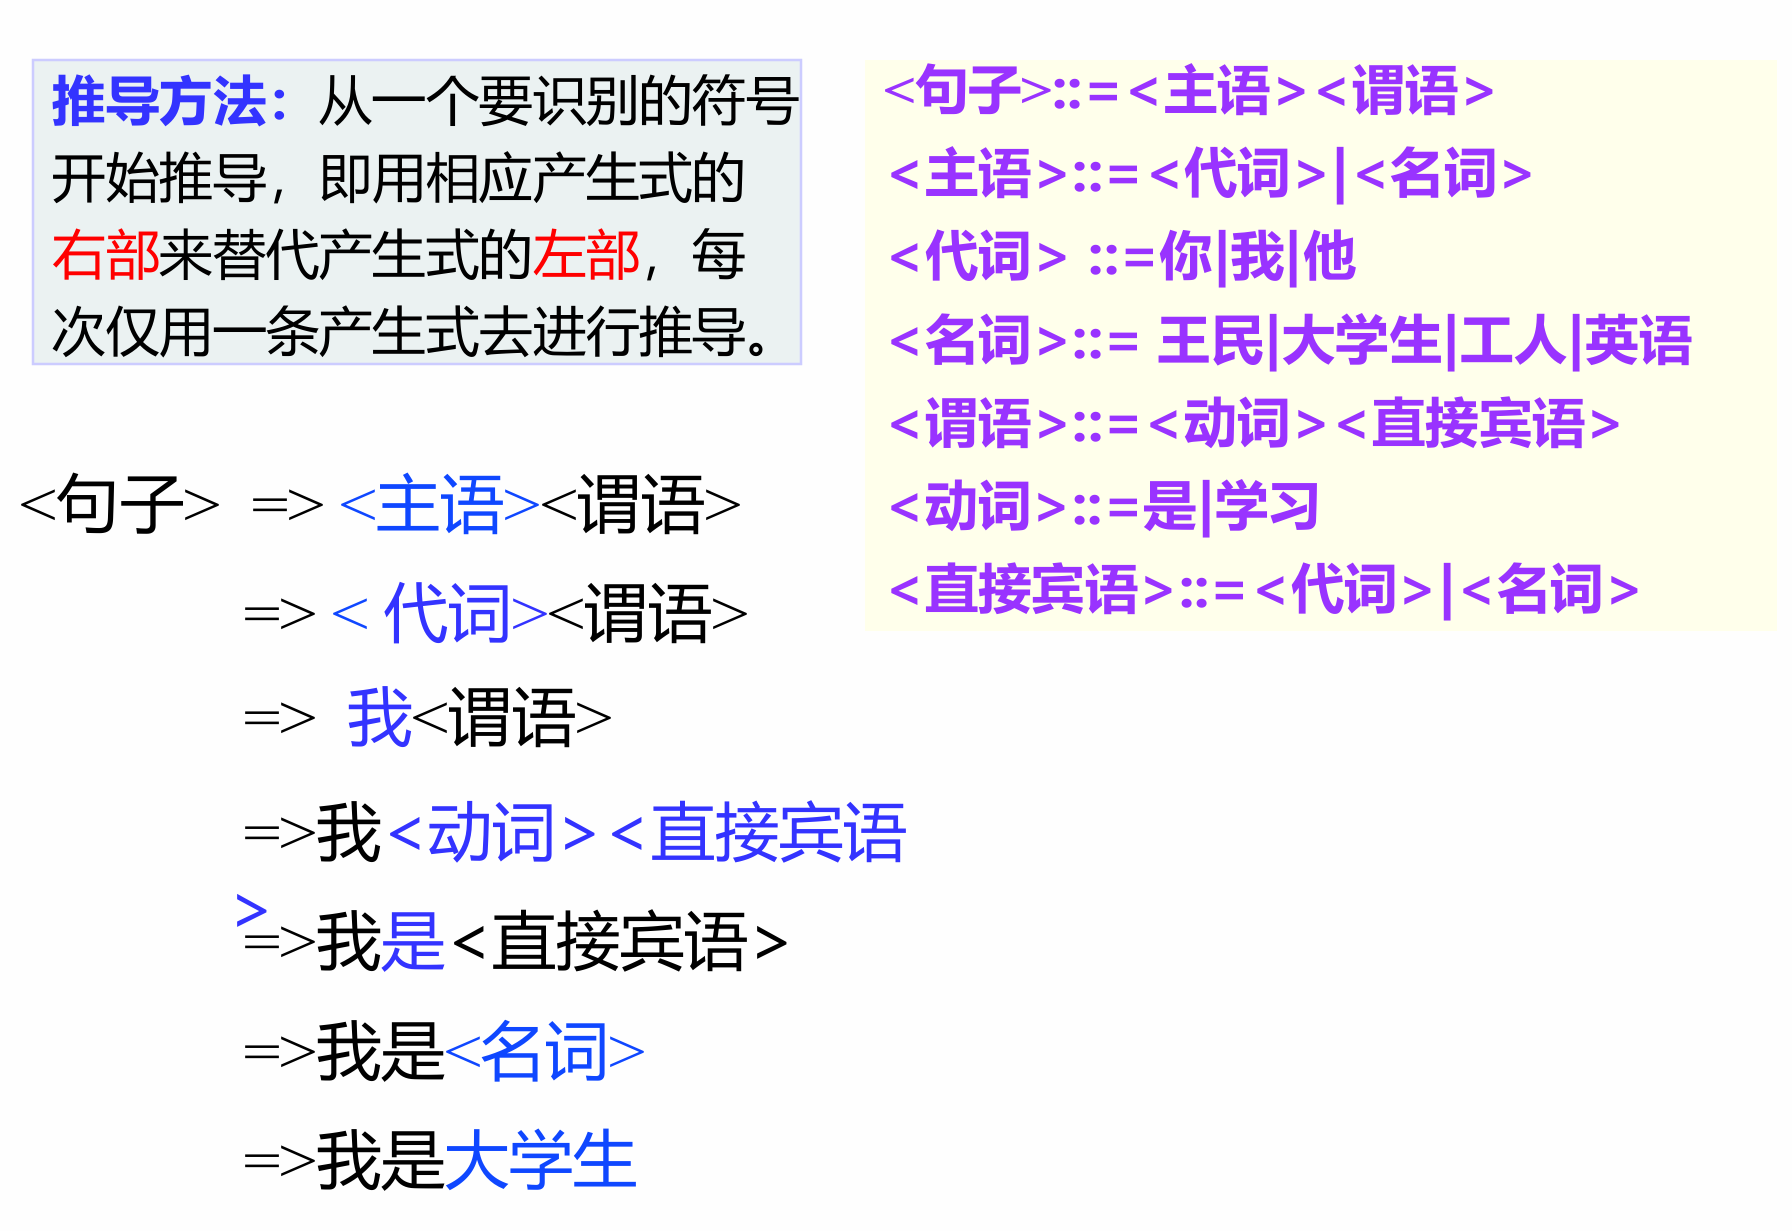 推导方法：从一个要识别的符号
开始推导，即用相应产生式的
右部来替代产生式的左部，每
次仅用一条产生式去进行推导。
<句子>::=<主语><谓语>
<主语>::=<代词>|<名词>
<代词> ::=你|我|他
<名词>::= 王民|大学生|工人|英语
<谓语>::=<动词><直接宾语>
<动词>::=是|学习
<直接宾语>::=<代词>|<名词>
<句子> => <主语><谓语>
=> < 代词><谓语>
=> 我<谓语>
=>我<动词><直接宾语
>
=>我是<直接宾语>
=>我是<名词>
=>我是大学生